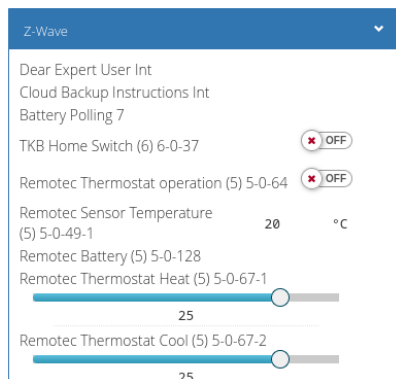 Z-Wave
Dear Expert User Int
Cloud Backup Instructions Int
Battery Polling 7
TKB Home Switch (6) 6-0-37 OFF
Remotec Thermostat operation (5) 5-0-64 OFF
Remotec Sensor Temperature
(5) 5-0-49-1 20 °C
Remotec Battery (5) 5-0-128
Remotec Thermostat Heat (5) 5-0-67-1
25
Remotec Thermostat Cool (5) 5-0-67-2
25